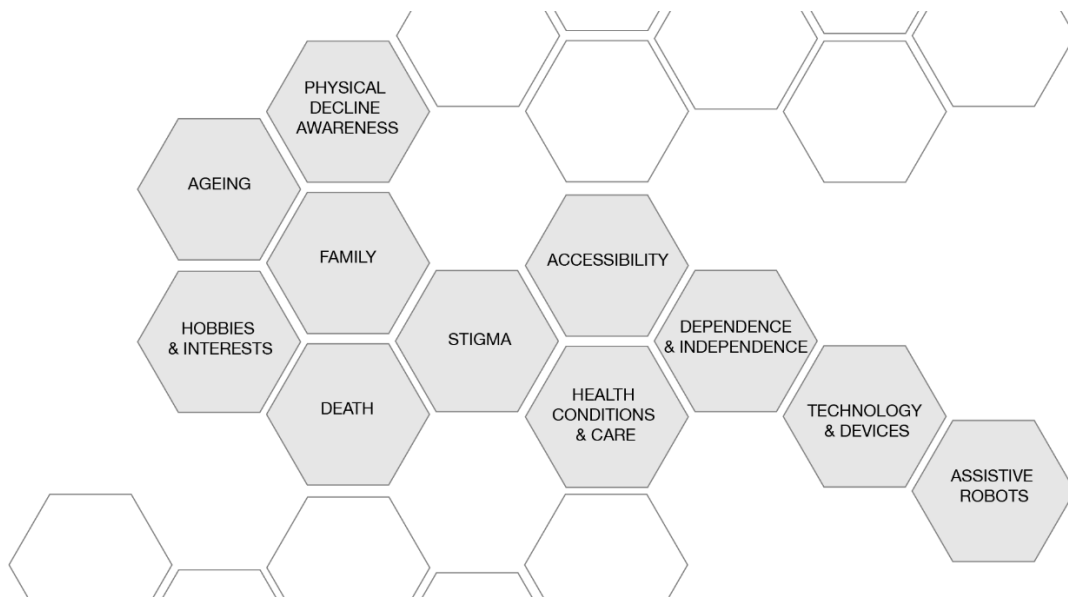 PHYSICAL
DECLINE
AWARENESS
AGEING
FAMILY
ACCESSIBILITY
HOBBIES
& INTERESTS
STIGMA
DEPENDENCE
& INDEPENDENCE
DEATH
HEALTH
CONDITIONS
& CARE
TECHNOLOGY
& DEVICES
ASSISTIVE
ROBOTS